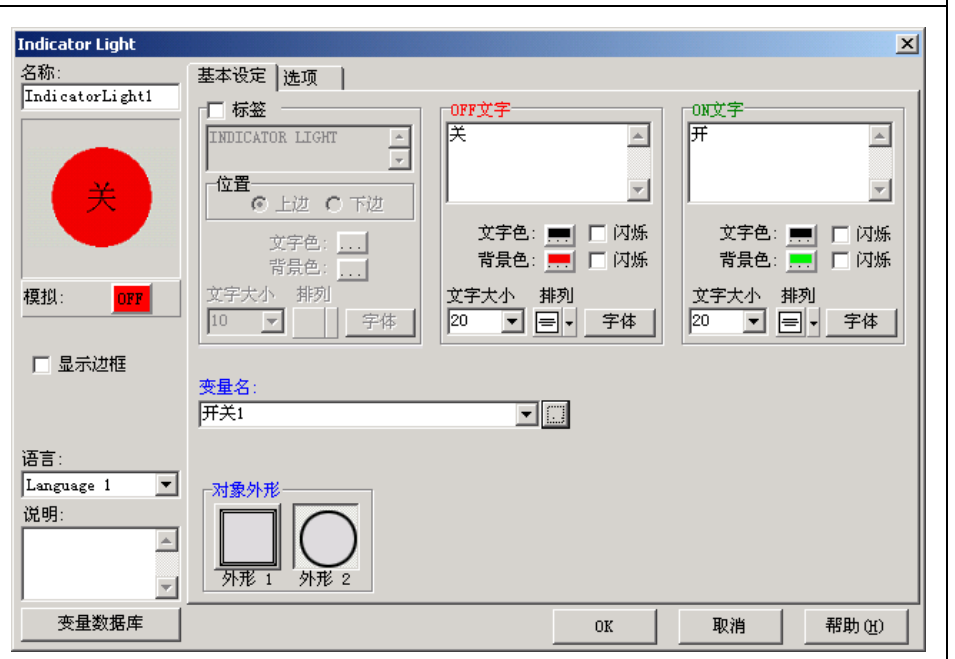 Indicator Light
名称:
IndicatorLight1
关
模拟: OFF
显示边框
语言:
Language 1
说明:
变量数据库
基本设定 选项
标签
INDICATOR LIGHT
位置
上边 下边
文字色: ...
背景色: ...
文字大小 排列
10 字体
OFF文字
关
文字色: ... 闪烁
背景色: ... 闪烁
文字大小 排列
20 字体
ON文字
开
文字色: ... 闪烁
背景色: ... 闪烁
文字大小 排列
20 字体
变量名:
开关1
对象外形
外形 1 外形 2
OK 取消 帮助(H)